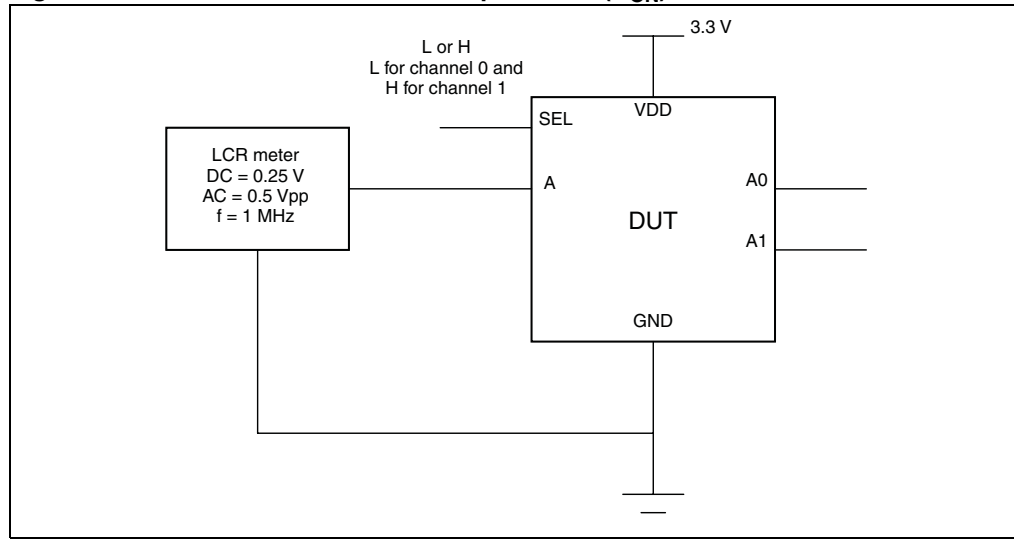 3.3 V
L or H
L for channel 0 and
H for channel 1
SEL
VDD
LCR meter
DC = 0.25 V
AC = 0.5 Vpp
f = 1 MHz
A
A0
DUT
A1
GND